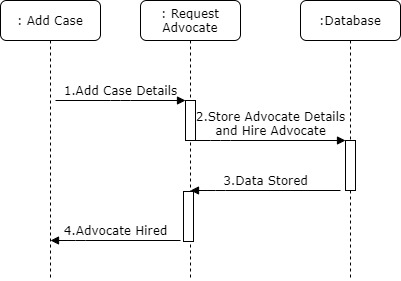 : Add Case
: Request
Advocate
:Database
1.Add Case Details
2.Store Advocate Details
and Hire Advocate
3.Data Stored
4.Advocate Hired